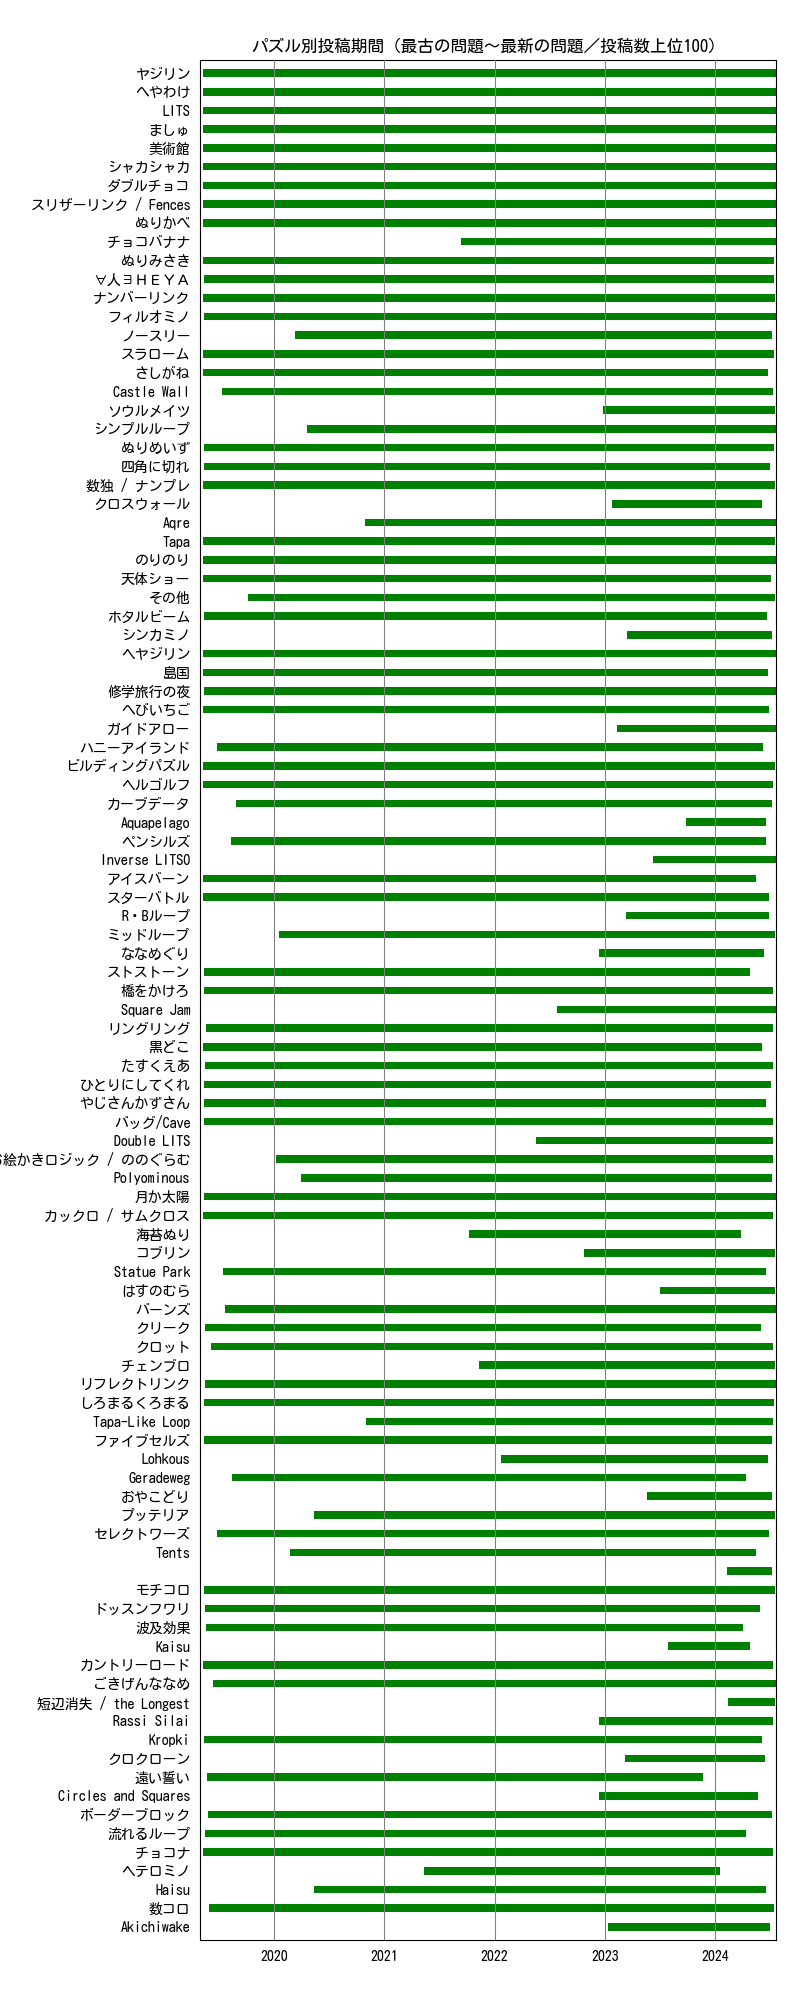 パズル別投稿期間（最古の問題～最新の問題／投稿数上位100）
ヤジリン
へやわけ
LITS
ましゅ
美術館
シャカシャカ
ダブルチョコ
スリザーリンク / Fences
ぬりかべ
チョコバナナ
ぬりみさき
∀人ヨＨＥＹＡ
ナンバーリンク
フィルオミノ
ノースリー
スラローム
さしがね
Castle Wall
ソウルメイツ
シンプルループ
ぬりめいず
四角に切れ
数独 / ナンプレ
クロスウォール
Aqre
Tapa
のりのり
天体ショー
その他
ホタルビーム
シンカミノ
ヘヤジリン
島国
修学旅行の夜
へびいちご
ガイドアロー
ハニーアイランド
ビルディングパズル
ヘルゴルフ
カーブデータ
Aquapelago
ペンシルズ
Inverse LITSO
アイスバーン
スターバトル
R・Bループ
ミッドループ
ななめぐり
ストストーン
橋をかけろ
Square Jam
リングリング
黒どこ
たすくえあ
ひとりにしてくれ
やじさんかずさん
バッグ/Cave
Double LITS
絵かきロジック / ののぐらむ
Polyominous
月か太陽
カックロ / サムクロス
海苔ぬり
コブリン
Statue Park
はすのむら
バーンズ
クリーク
クロット
チェンブロ
リフレクトリンク
しろまるくろまる
Tapa-Like Loop
ファイブセルズ
Lohkous
Geradeweg
おやこどり
プッテリア
セレクトワーズ
Tents
モチコロ
ドッスンフワリ
波及効果
Kaisu
カントリーロード
ごきげんななめ
短辺消失 / the Longest
Rassi Silai
Kropki
クロクローン
遠い誓い
Circles and Squares
ボーダーブロック
流れるループ
チョコナ
ヘテロミノ
Haisu
数コロ
Akichiwake
2020 2021 2022 2023 2024